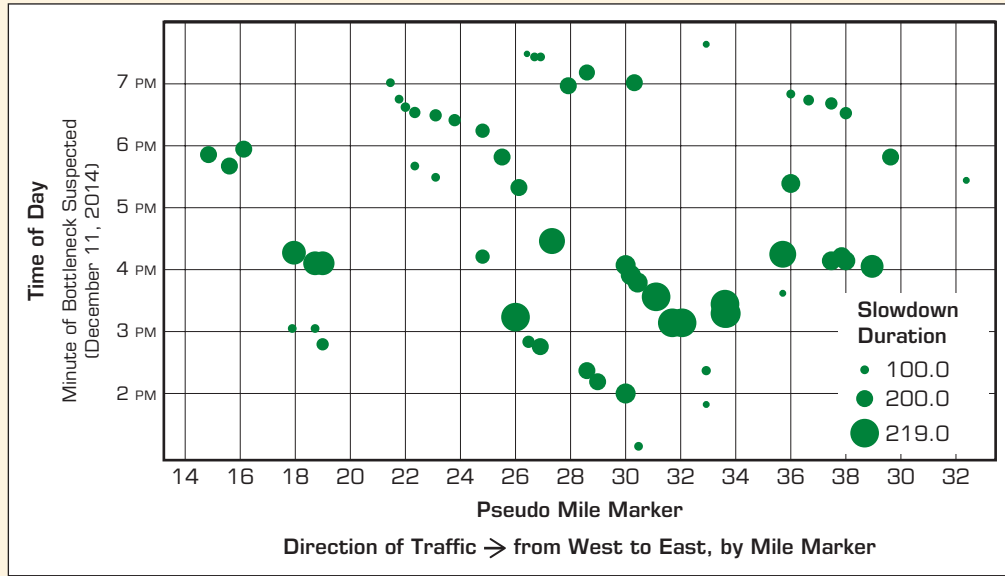 Time of Day
Minute of Bottleneck Suspected
(December 11, 2014)
7 PM
6 PM
5 PM
4 PM
3 PM
2 PM
Slowdown
Duration
100.0
200.0
219.0
14 16 18 20 22 24 26 28 30 32 34 36 38 30 32
Pseudo Mile Marker
Direction of Traffic → from West to East, by Mile Marker